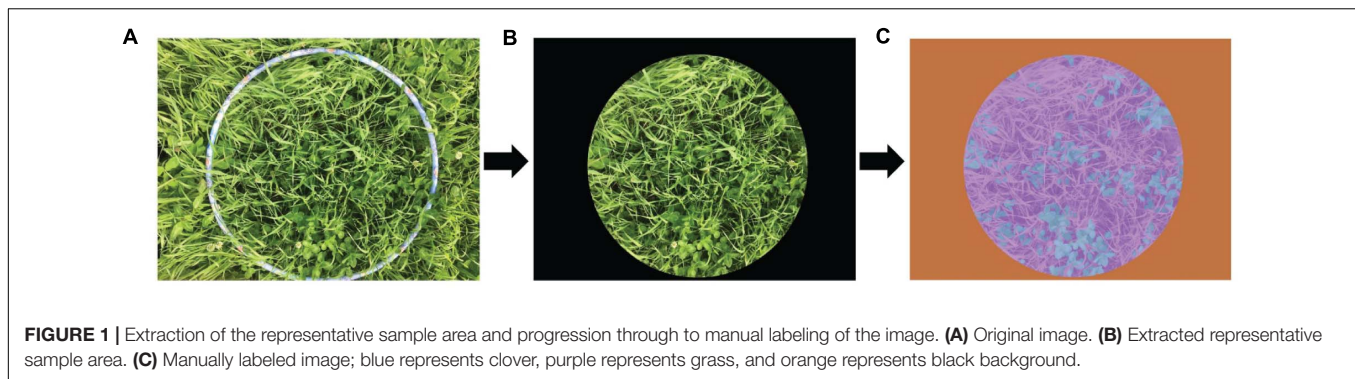 A
B
C
FIGURE 1 | Extraction of the representative sample area and progression through to manual labeling of the image. (A) Original image. (B) Extracted representative
sample area. (C) Manually labeled image; blue represents clover, purple represents grass, and orange represents black background.